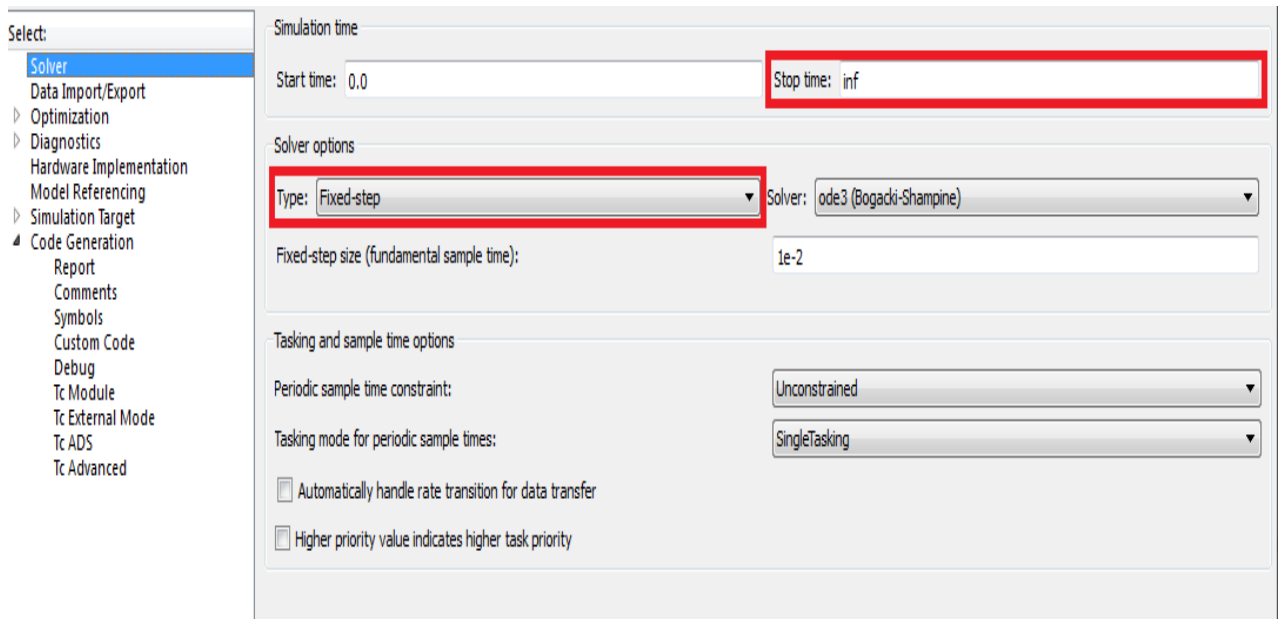 Select:
Solver
Data Import/Export
Optimization
Diagnostics
Hardware Implementation
Model Referencing
Simulation Target
Code Generation
Report
Comments
Symbols
Custom Code
Debug
Tc Module
Tc External Mode
Tc ADS
Tc Advanced
Simulation time
Start time: 0.0 Stop time: inf
Solver options
Type: Fixed-step Solver: ode3 (Bogacki-Shampine)
Fixed-step size (fundamental sample time): 1e-2
Tasking and sample time options
Periodic sample time constraint: Unconstrained
Tasking mode for periodic sample times: SingleTasking
Automatically handle rate transition for data transfer
Higher priority value indicates higher task priority